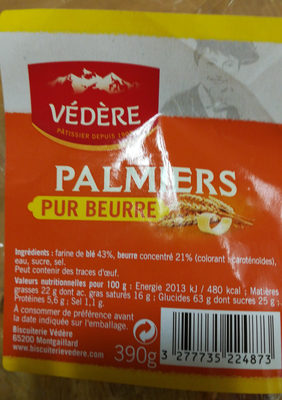 VÉDÈRE
PÂTISSIER DEPUIS
PALMIERS
PUR BEURRE
Ingrédients : farine de blé 43%, beurre concentré 21% (colorant : caroténoïdes),
eau, sucre, sel.
Peut contenir des traces d'œuf.
Valeurs nutritionnelles pour 100 g : Energie 2013 kJ / 480 kcal ; Matières
grasses 22 g dont ac. gras saturés 16 g ; Glucides 63 g dont sucres 25 g ;
Protéines 5,6 g ; Sel 1,1 g.
À consommer de préférence avant
la date indiquée sur l'emballage.
Biscuiterie Védère
65200 Montgaillard
www.biscuiterievedere.com
390g
3 277735 224873